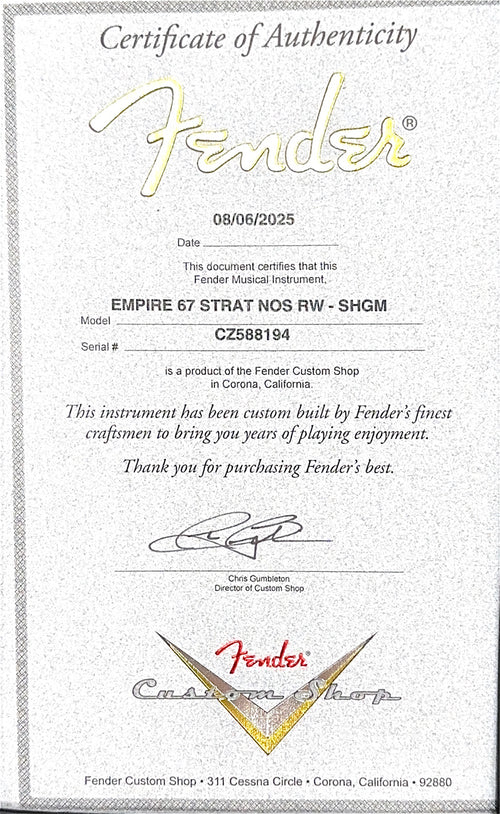 Certificate of Authenticity
Fender®
08/06/2025
Date
This document certifies that this
Fender Musical Instrument,
EMPIRE 67 STRAT NOS RW - SHGM
Model
CZ588194
Serial #
is a product of the Fender Custom Shop
in Corona, California.
This instrument has been custom built by Fender's finest
craftsmen to bring you years of playing enjoyment.
Thank you for purchasing Fender's best.
Chris Gumbleton
Director of Custom Shop
Fender®
Custom Shop
Fender Custom Shop • 311 Cessna Circle • Corona, California • 92880